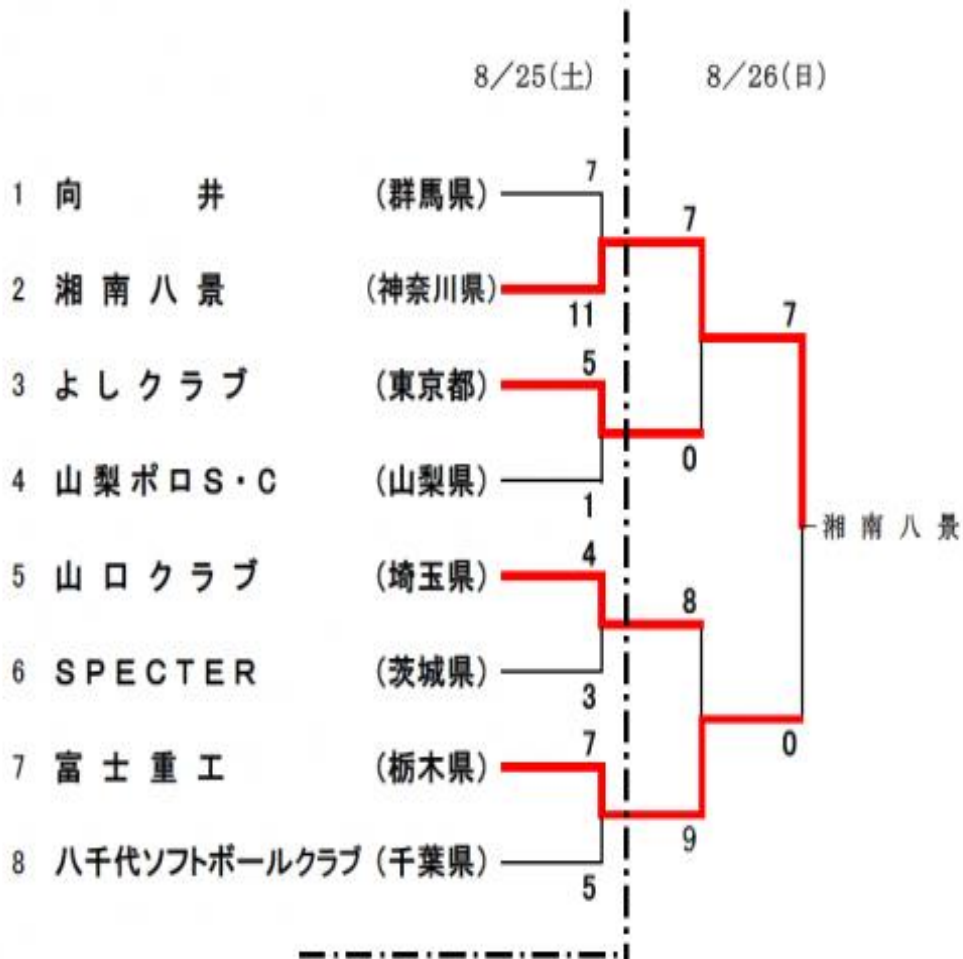 8/25(土) 8/26(日)
7
1 向井 (群馬県)
7
2 湘南八景 (神奈川県)
11
7
5
3 よしクラブ (東京都)
0
4 山梨ポロS・C (山梨県)
1
湘南八景
4
5 山口クラブ (埼玉県)
8
6 SPECTER (茨城県)
3
7
0
7 富士重工 (栃木県)
9
8 八千代ソフトボールクラブ (千葉県)
5